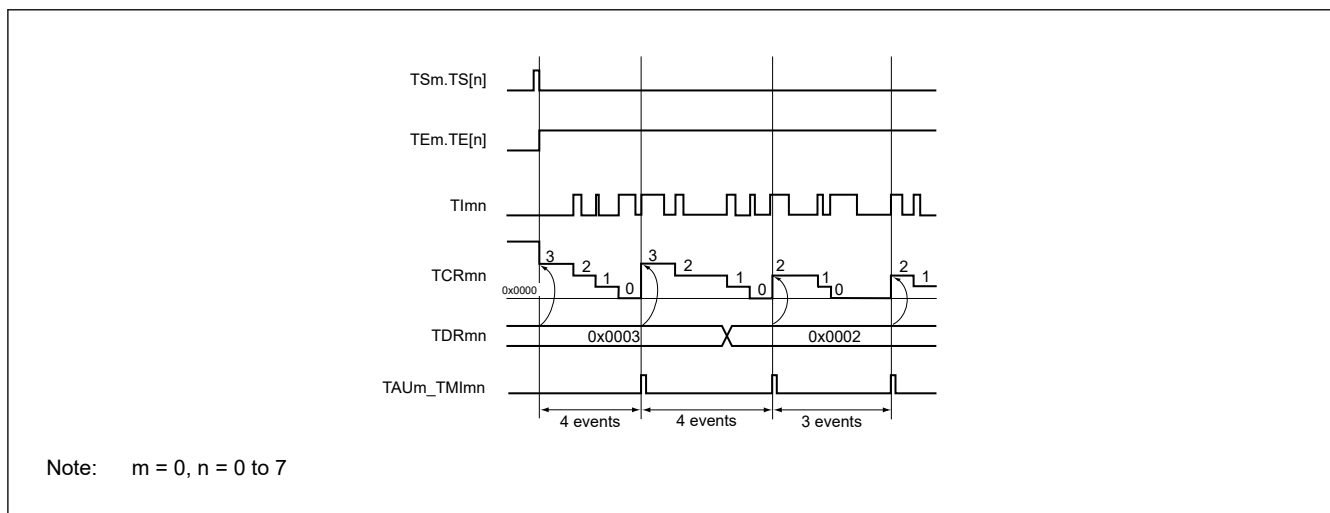 TSm.TS[n]
TEm.TE[n]
TImn
TCRmn
0x0000
3
2
1
0
3
2
1
0
2
1
0
2
1
TDRmn
0x0003
0x0002
TAUm_TMImn
4 events
4 events
3 events
Note: m = 0, n = 0 to 7